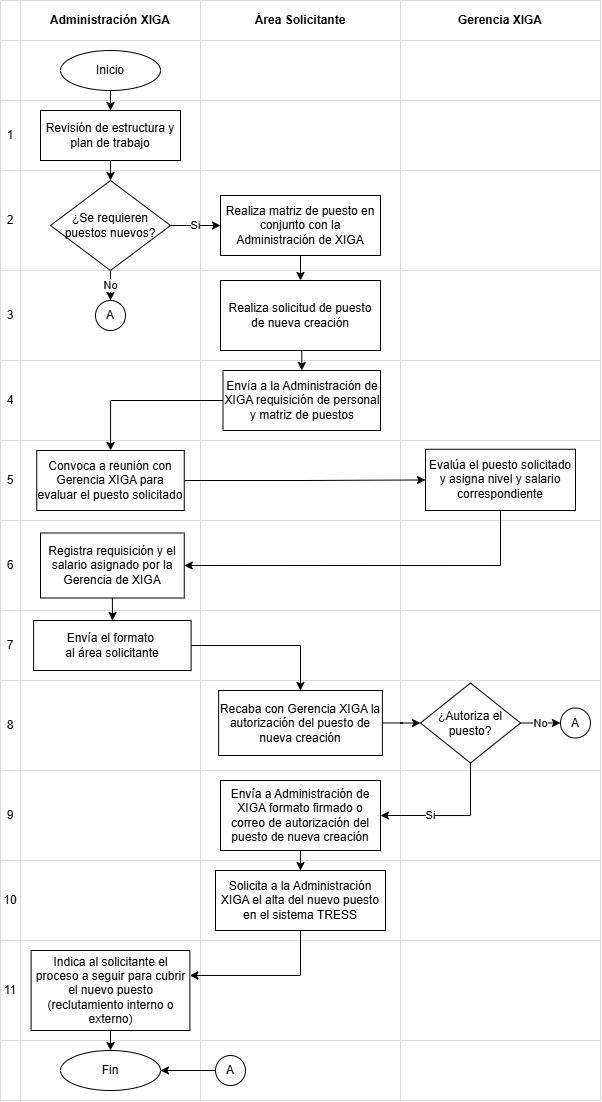 Administración XIGA
Área Solicitante
Gerencia XIGA
Inicio
1
Revisión de estructura y
plan de trabajo
2
¿Se requieren
puestos nuevos?
Si
Realiza matriz de puesto en
conjunto con la
Administración de XIGA
No
3
A
Realiza solicitud de puesto
de nueva creación
4
Envía a la Administración de
XIGA requisición de personal
y matriz de puestos
5
Convoca a reunión con
Gerencia XIGA para
evaluar el puesto solicitado
Evalúa el puesto solicitado
y asigna nivel y salario
correspondiente
6
Registra requisición y el
salario asignado por la
Gerencia de XIGA
7
Envía el formato
al área solicitante
8
Recaba con Gerencia XIGA la
autorización del puesto de
nueva creación
¿Autoriza el
puesto?
No
A
9
Envía a Administración de
XIGA formato firmado o
correo de autorización del
puesto de nueva creación
Si
10
Solicita a la Administración
XIGA el alta del nuevo puesto
en el sistema TRESS
11
Indica al solicitante el
proceso a seguir para cubrir
el nuevo puesto
(reclutamiento interno o
externo)
Fin
A